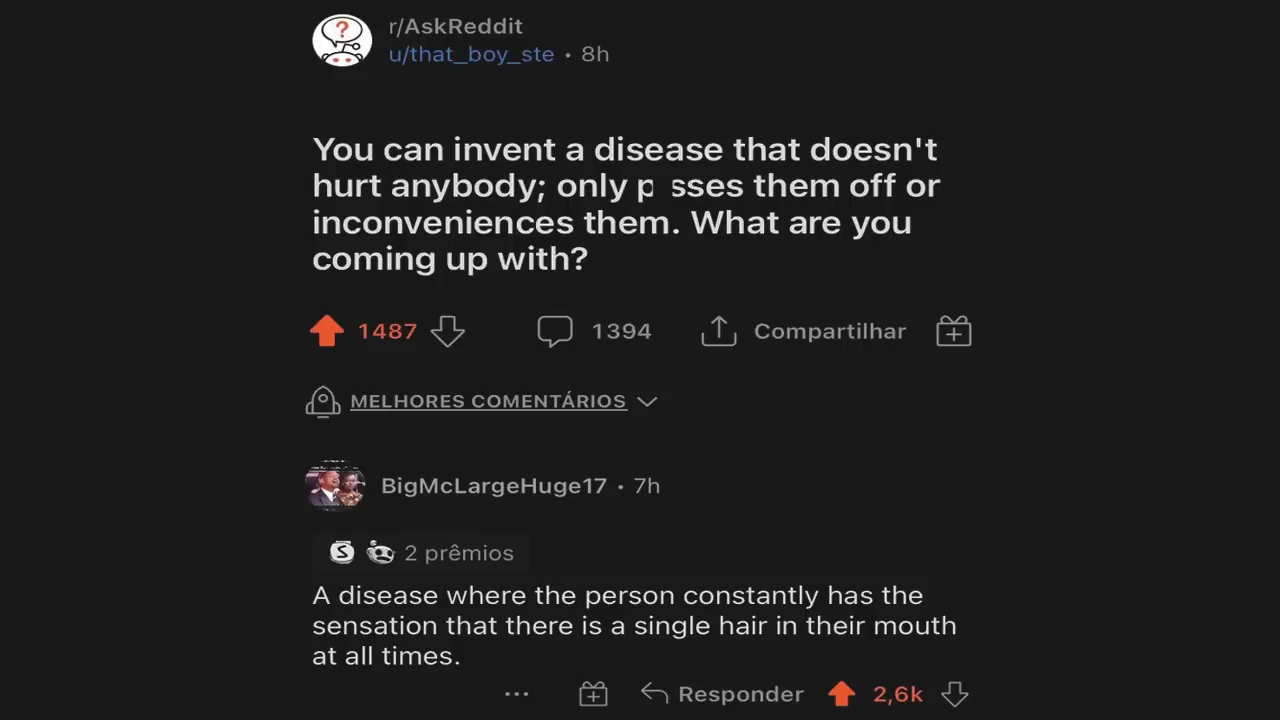 r/AskReddit
u/that_boy_ste • 8h
You can invent a disease that doesn't
hurt anybody; only p sses them off or
inconveniences them. What are you
coming up with?
1487 1394 Compartilhar
MELHORES COMENTÁRIOS
BigMcLargeHuge17 • 7h
2 prêmios
A disease where the person constantly has the
sensation that there is a single hair in their mouth
at all times.
... Responder 2,6k